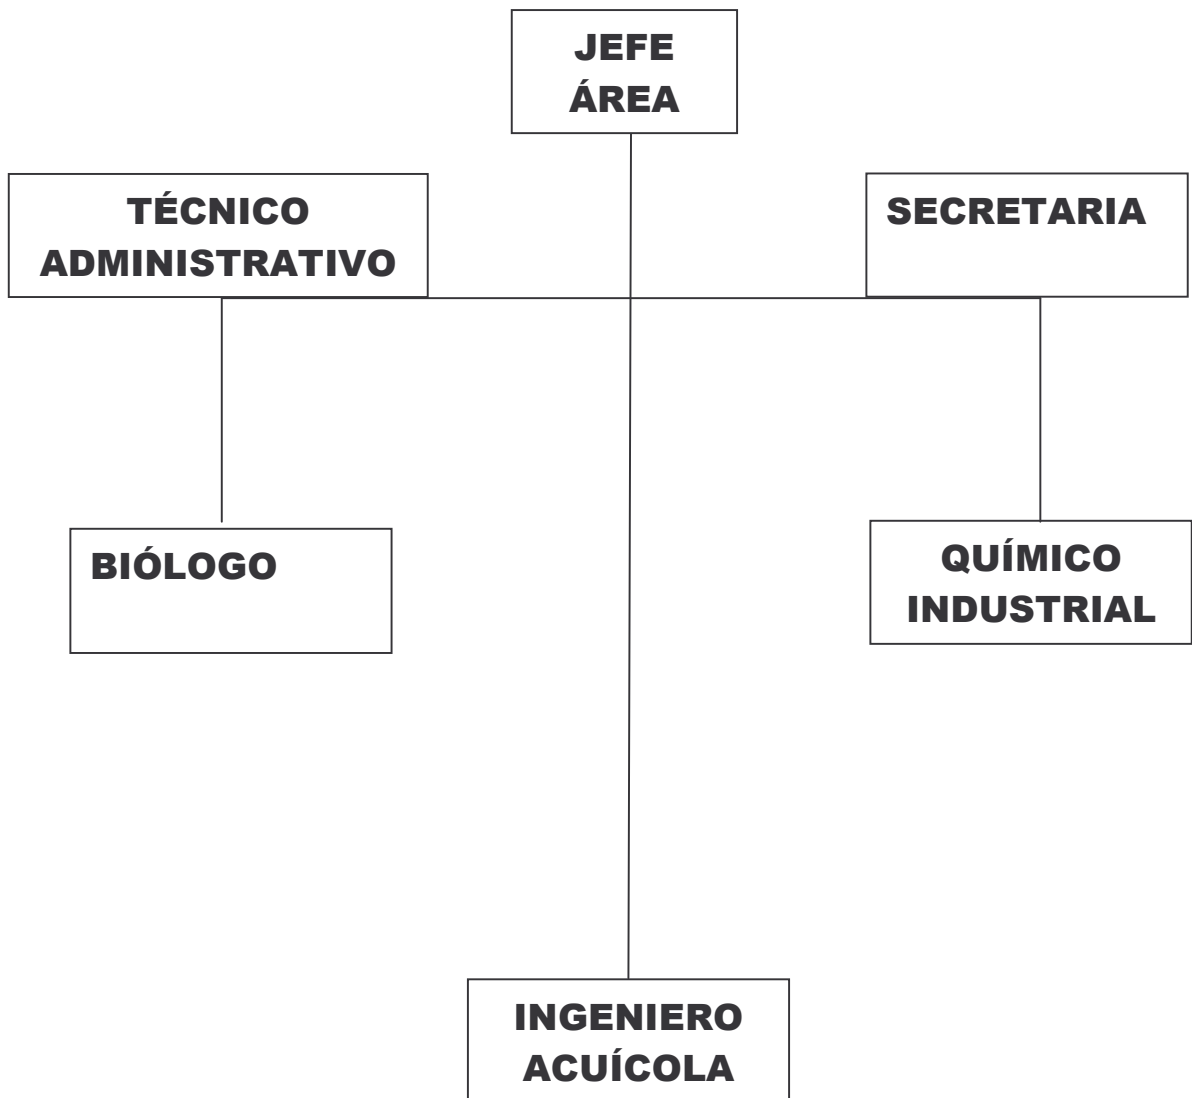 JEFE
ÁREA
TÉCNICO
ADMINISTRATIVO
SECRETARIA
BIÓLOGO
QUÍMICO
INDUSTRIAL
INGENIERO
ACUÍCOLA